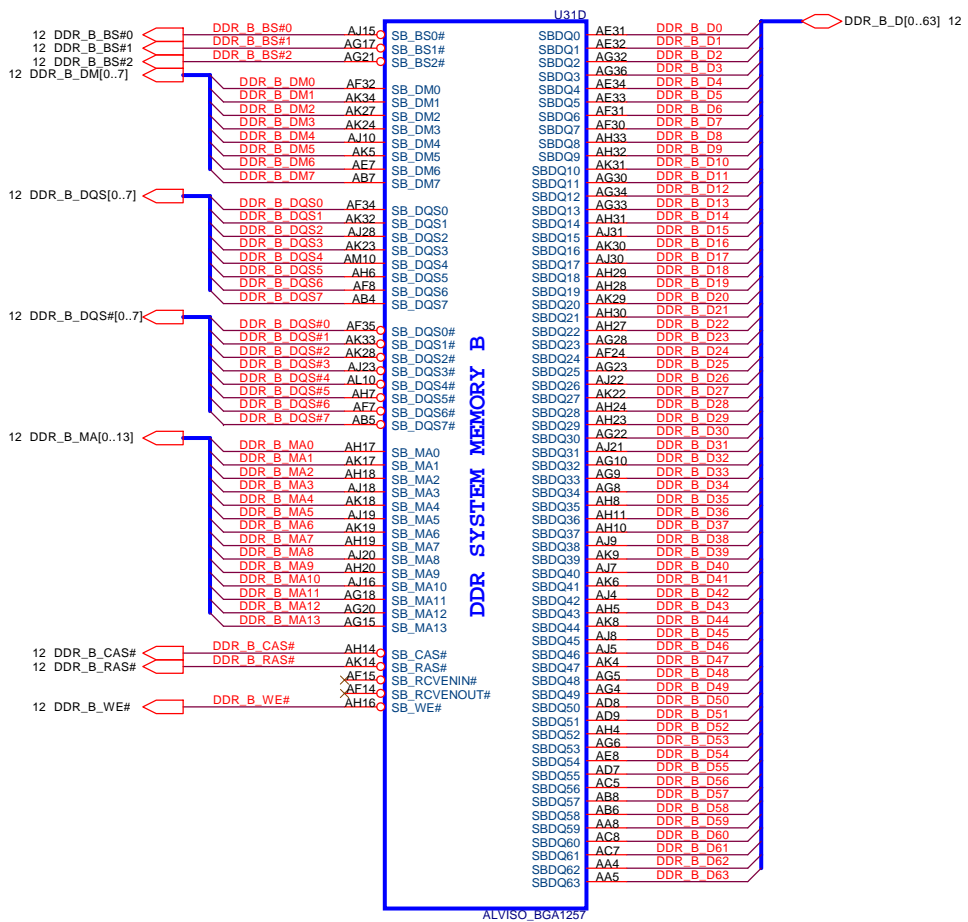 U31D
12 DDR_B_BS#0 DDR_B_BS#0 AJ15 SB_BS0#
12 DDR_B_BS#1 DDR_B_BS#1 AG17 SB_BS1#
12 DDR_B_BS#2 DDR_B_BS#2 AG21 SB_BS2#
12 DDR_B_DM[0..7]
DDR_B_DM0 AF32 SB_DM0
DDR_B_DM1 AK34 SB_DM1
DDR_B_DM2 AK27 SB_DM2
DDR_B_DM3 AK24 SB_DM3
DDR_B_DM4 AJ10 SB_DM4
DDR_B_DM5 AK5 SB_DM5
DDR_B_DM6 AE7 SB_DM6
DDR_B_DM7 AB7 SB_DM7
12 DDR_B_DQS[0..7]
DDR_B_DQS0 AF34 SB_DQS0
DDR_B_DQS1 AK32 SB_DQS1
DDR_B_DQS2 AJ28 SB_DQS2
DDR_B_DQS3 AK23 SB_DQS3
DDR_B_DQS4 AM10 SB_DQS4
DDR_B_DQS5 AH6 SB_DQS5
DDR_B_DQS6 AF8 SB_DQS6
DDR_B_DQS7 AB4 SB_DQS7
12 DDR_B_DQS#[0..7]
DDR_B_DQS#0 AF35 SB_DQS0#
DDR_B_DQS#1 AK33 SB_DQS1#
DDR_B_DQS#2 AK28 SB_DQS2#
DDR_B_DQS#3 AJ23 SB_DQS3#
DDR_B_DQS#4 AL10 SB_DQS4#
DDR_B_DQS#5 AH7 SB_DQS5#
DDR_B_DQS#6 AF7 SB_DQS6#
DDR_B_DQS#7 AB5 SB_DQS7#
12 DDR_B_MA[0..13]
DDR_B_MA0 AH17 SB_MA0
DDR_B_MA1 AK17 SB_MA1
DDR_B_MA2 AH18 SB_MA2
DDR_B_MA3 AJ18 SB_MA3
DDR_B_MA4 AK18 SB_MA4
DDR_B_MA5 AJ19 SB_MA5
DDR_B_MA6 AK19 SB_MA6
DDR_B_MA7 AH19 SB_MA7
DDR_B_MA8 AJ20 SB_MA8
DDR_B_MA9 AH20 SB_MA9
DDR_B_MA10 AJ16 SB_MA10
DDR_B_MA11 AG18 SB_MA11
DDR_B_MA12 AG20 SB_MA12
DDR_B_MA13 AG15 SB_MA13
12 DDR_B_CAS# DDR_B_CAS# AH14 SB_CAS#
12 DDR_B_RAS# DDR_B_RAS# AK14 SB_RAS#
AF15 SB_RCVENIN#
AF14 SB_RCVENOUT#
12 DDR_B_WE# DDR_B_WE# AH16 SB_WE#
DDR SYSTEM MEMORY B
DDR_B_D[0..63] 12
SBDQ0 AE31 DDR_B_D0
SBDQ1 AE32 DDR_B_D1
SBDQ2 AG32 DDR_B_D2
SBDQ3 AG36 DDR_B_D3
SBDQ4 AE34 DDR_B_D4
SBDQ5 AE33 DDR_B_D5
SBDQ6 AF31 DDR_B_D6
SBDQ7 AF30 DDR_B_D7
SBDQ8 AH33 DDR_B_D8
SBDQ9 AH32 DDR_B_D9
SBDQ10 AK31 DDR_B_D10
SBDQ11 AG30 DDR_B_D11
SBDQ12 AG34 DDR_B_D12
SBDQ13 AG33 DDR_B_D13
SBDQ14 AH31 DDR_B_D14
SBDQ15 AJ31 DDR_B_D15
SBDQ16 AK30 DDR_B_D16
SBDQ17 AJ30 DDR_B_D17
SBDQ18 AH29 DDR_B_D18
SBDQ19 AH28 DDR_B_D19
SBDQ20 AK29 DDR_B_D20
SBDQ21 AH30 DDR_B_D21
SBDQ22 AH27 DDR_B_D22
SBDQ23 AG28 DDR_B_D23
SBDQ24 AF24 DDR_B_D24
SBDQ25 AG23 DDR_B_D25
SBDQ26 AJ22 DDR_B_D26
SBDQ27 AK22 DDR_B_D27
SBDQ28 AH24 DDR_B_D28
SBDQ29 AH23 DDR_B_D29
SBDQ30 AG22 DDR_B_D30
SBDQ31 AJ21 DDR_B_D31
SBDQ32 AG10 DDR_B_D32
SBDQ33 AG9 DDR_B_D33
SBDQ34 AG8 DDR_B_D34
SBDQ35 AH8 DDR_B_D35
SBDQ36 AH11 DDR_B_D36
SBDQ37 AH10 DDR_B_D37
SBDQ38 AJ9 DDR_B_D38
SBDQ39 AK9 DDR_B_D39
SBDQ40 AJ7 DDR_B_D40
SBDQ41 AK6 DDR_B_D41
SBDQ42 AJ4 DDR_B_D42
SBDQ43 AH5 DDR_B_D43
SBDQ44 AK8 DDR_B_D44
SBDQ45 AJ8 DDR_B_D45
SBDQ46 AJ5 DDR_B_D46
SBDQ47 AK4 DDR_B_D47
SBDQ48 AG5 DDR_B_D48
SBDQ49 AG4 DDR_B_D49
SBDQ50 AD8 DDR_B_D50
SBDQ51 AD9 DDR_B_D51
SBDQ52 AH4 DDR_B_D52
SBDQ53 AG6 DDR_B_D53
SBDQ54 AE8 DDR_B_D54
SBDQ55 AD7 DDR_B_D55
SBDQ56 AC5 DDR_B_D56
SBDQ57 AB8 DDR_B_D57
SBDQ58 AB6 DDR_B_D58
SBDQ59 AA8 DDR_B_D59
SBDQ60 AC8 DDR_B_D60
SBDQ61 AC7 DDR_B_D61
SBDQ62 AA4 DDR_B_D62
SBDQ63 AA5 DDR_B_D63
ALVISO_BGA1257